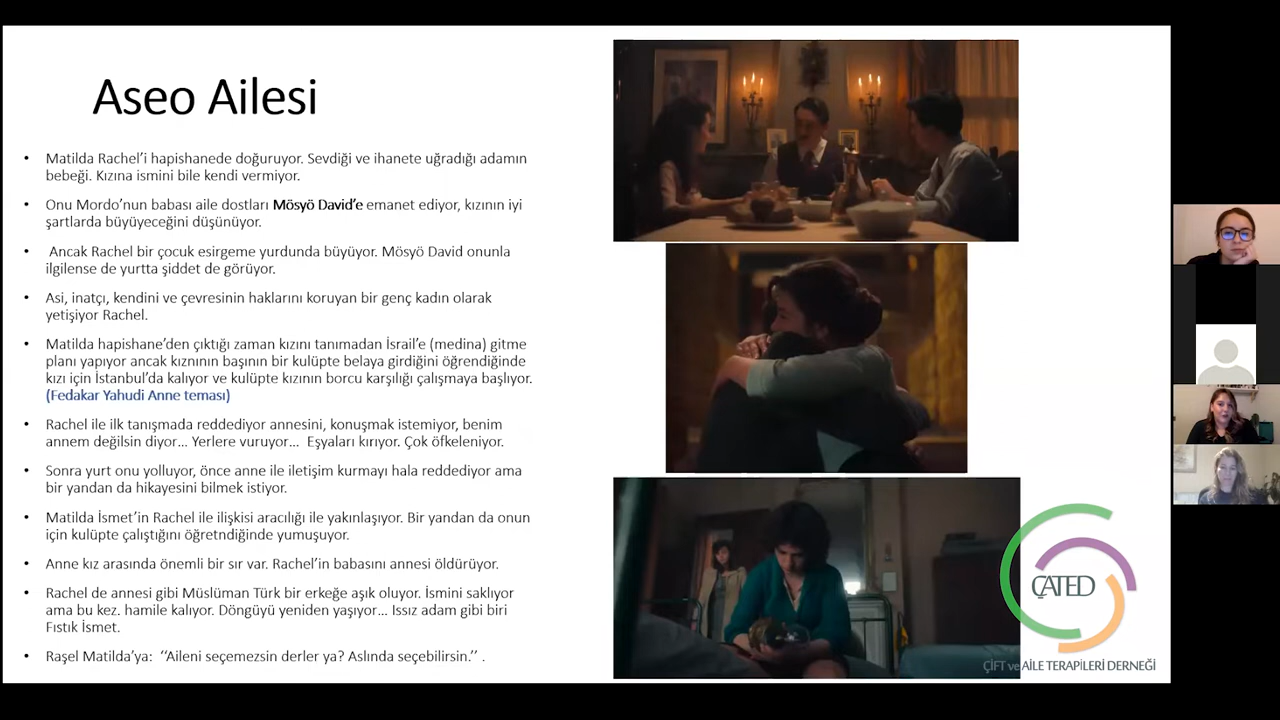 Aseo Ailesi
• Matilda Rachel’i hapishanede doğuruyor. Sevdiği ve ihanete uğradığı adamın
bebeği. Kızına ismini bile kendi vermiyor.
• Onu Mordo’nun babası aile dostları Mösyö David’e emanet ediyor, kızının iyi
şartlarda büyüyeceğini düşünüyor.
• Ancak Rachel bir çocuk esirgeme yurdunda büyüyor. Mösyö David onunla
ilgilense de yurtta şiddet de görüyor.
• Asi, inatçı, kendini ve çevresinin haklarını koruyan bir genç kadın olarak
yetişiyor Rachel.
• Matilda hapishane’den çıktığı zaman kızını tanımadan İsrail’e (medina) gitme
planı yapıyor ancak kıznının başının bir kulüpte belaya girdiğini öğrendiğinde
kızı için İstanbul’da kalıyor ve kulüpte kızının borcu karşılığı çalışmaya başlıyor.
(Fedakar Yahudi Anne teması)
• Rachel ile ilk tanışmada reddediyor annesini, konuşmak istemiyor, benim
annem değilsin diyor… Yerlere vuruyor… Eşyaları kırıyor. Çok öfkeleniyor.
• Sonra yurt onu yolluyor, önce anne ile iletişim kurmayı hala reddediyor ama
bir yandan da hikayesini bilmek istiyor.
• Matilda İsmet’in Rachel ile ilişkisi aracılığı ile yakınlaşıyor. Bir yandan da onun
için kulüpte çalıştığını öğretndiğinde yumuşuyor.
• Anne kız arasında önemli bir sır var. Rachel’in babasını annesi öldürüyor.
• Rachel de annesi gibi Müslüman Türk bir erkeğe aşık oluyor. İsmini saklıyor
ama bu kez. hamile kalıyor. Döngüyü yeniden yaşıyor… Issız adam gibi biri
Fıstık İsmet.
• Raşel Matilda’ya: ‘‘Aileni seçemezsin derler ya? Aslında seçebilirsin.’’ .
ÇATED
ÇİFT ve AİLE TERAPİLERİ DERNEĞİ